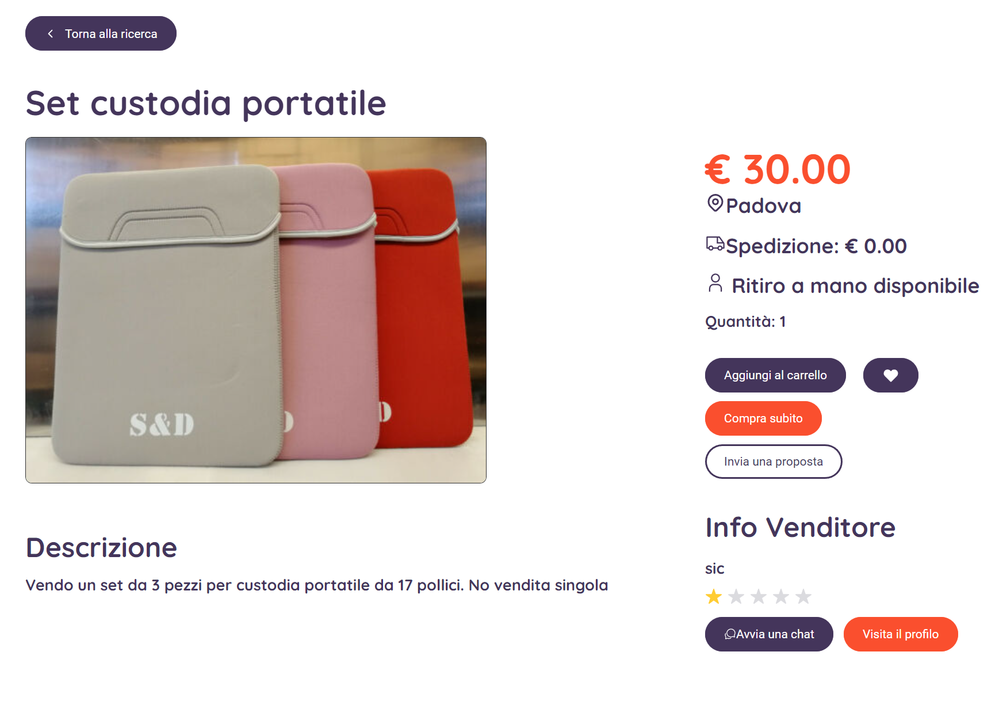 Torna alla ricerca
Set custodia portatile
S&D
D
D
€ 30.00
Padova
Spedizione: € 0.00
Ritiro a mano disponibile
Quantità: 1
Aggiungi al carrello
Compra subito
Invia una proposta
Descrizione
Vendo un set da 3 pezzi per custodia portatile da 17 pollici. No vendita singola
Info Venditore
sic
Avvia una chat
Visita il profilo